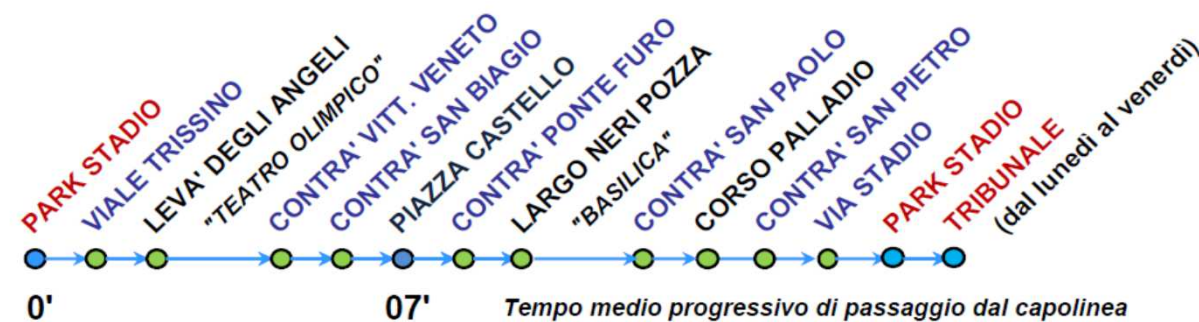 PARK STADIO
VIALE TRISSINO
LEVA' DEGLI ANGELI
"TEATRO OLIMPICO"
CONTRA' VITT. VENETO
CONTRA' SAN BIAGIO
PIAZZA CASTELLO
CONTRA' PONTE FURO
LARGO NERI POZZA
"BASILICA"
CONTRA' SAN PAOLO
CORSO PALLADIO
CONTRA' SAN PIETRO
VIA STADIO
PARK STADIO
TRIBUNALE
(dal lunedì al venerdì)
0'
07'
Tempo medio progressivo di passaggio dal capolinea